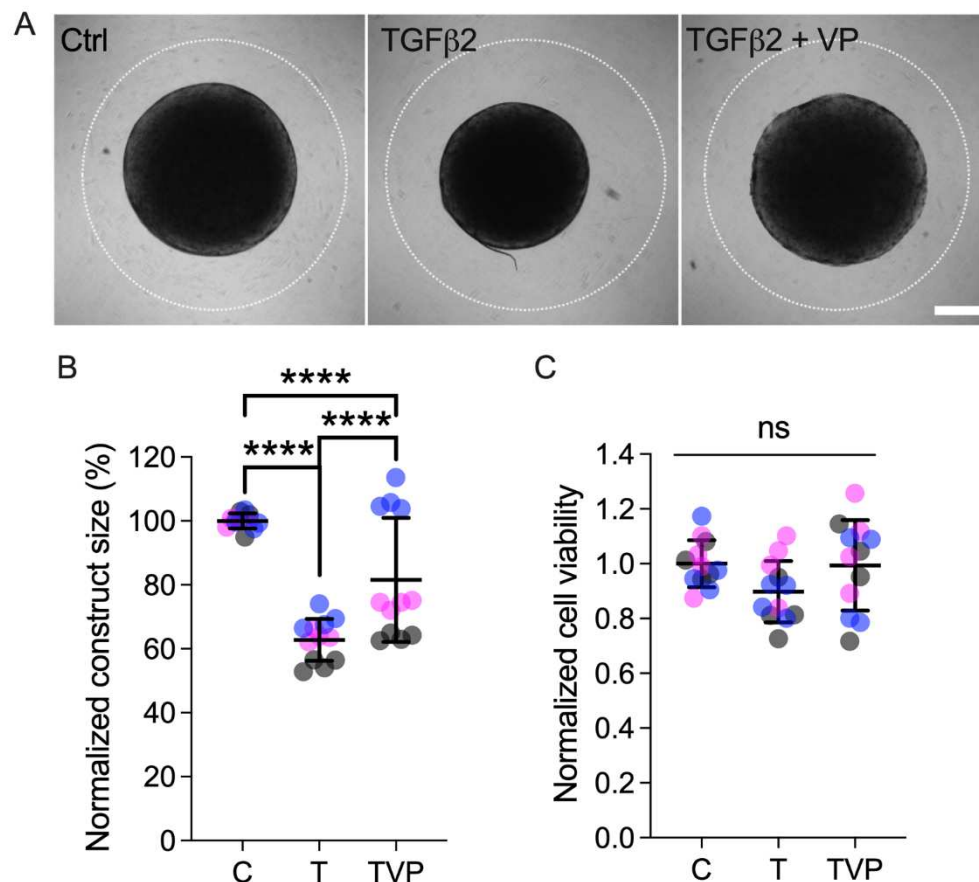 A
Ctrl
TGFβ2
TGFβ2 + VP
B
****
****
****
Normalized construct size (%)
120
100
80
60
40
20
0
C
T
TVP
C
ns
Normalized cell viability
1.4
1.2
1.0
0.8
0.6
0.4
0.2
0.0
C
T
TVP